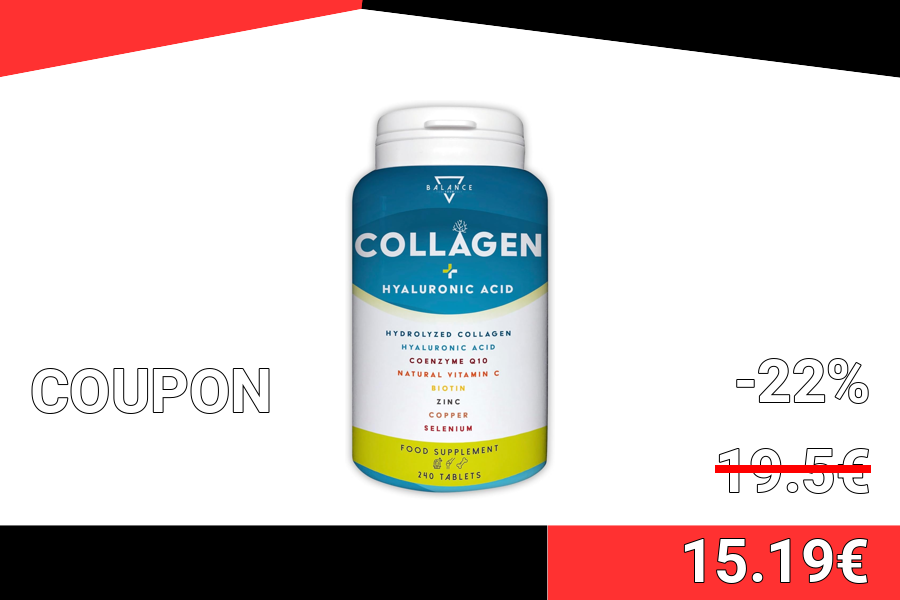 BALANCE
COLLAGEN
+
HYALURONIC ACID
HYDROLYZED COLLAGEN
HYALURONIC ACID
COENZYME Q10
NATURAL VITAMIN C
BIOTIN
ZINC
COPPER
SELENIUM
FOOD SUPPLEMENT
240 TABLETS
COUPON
-22%
19.5€
15.19€